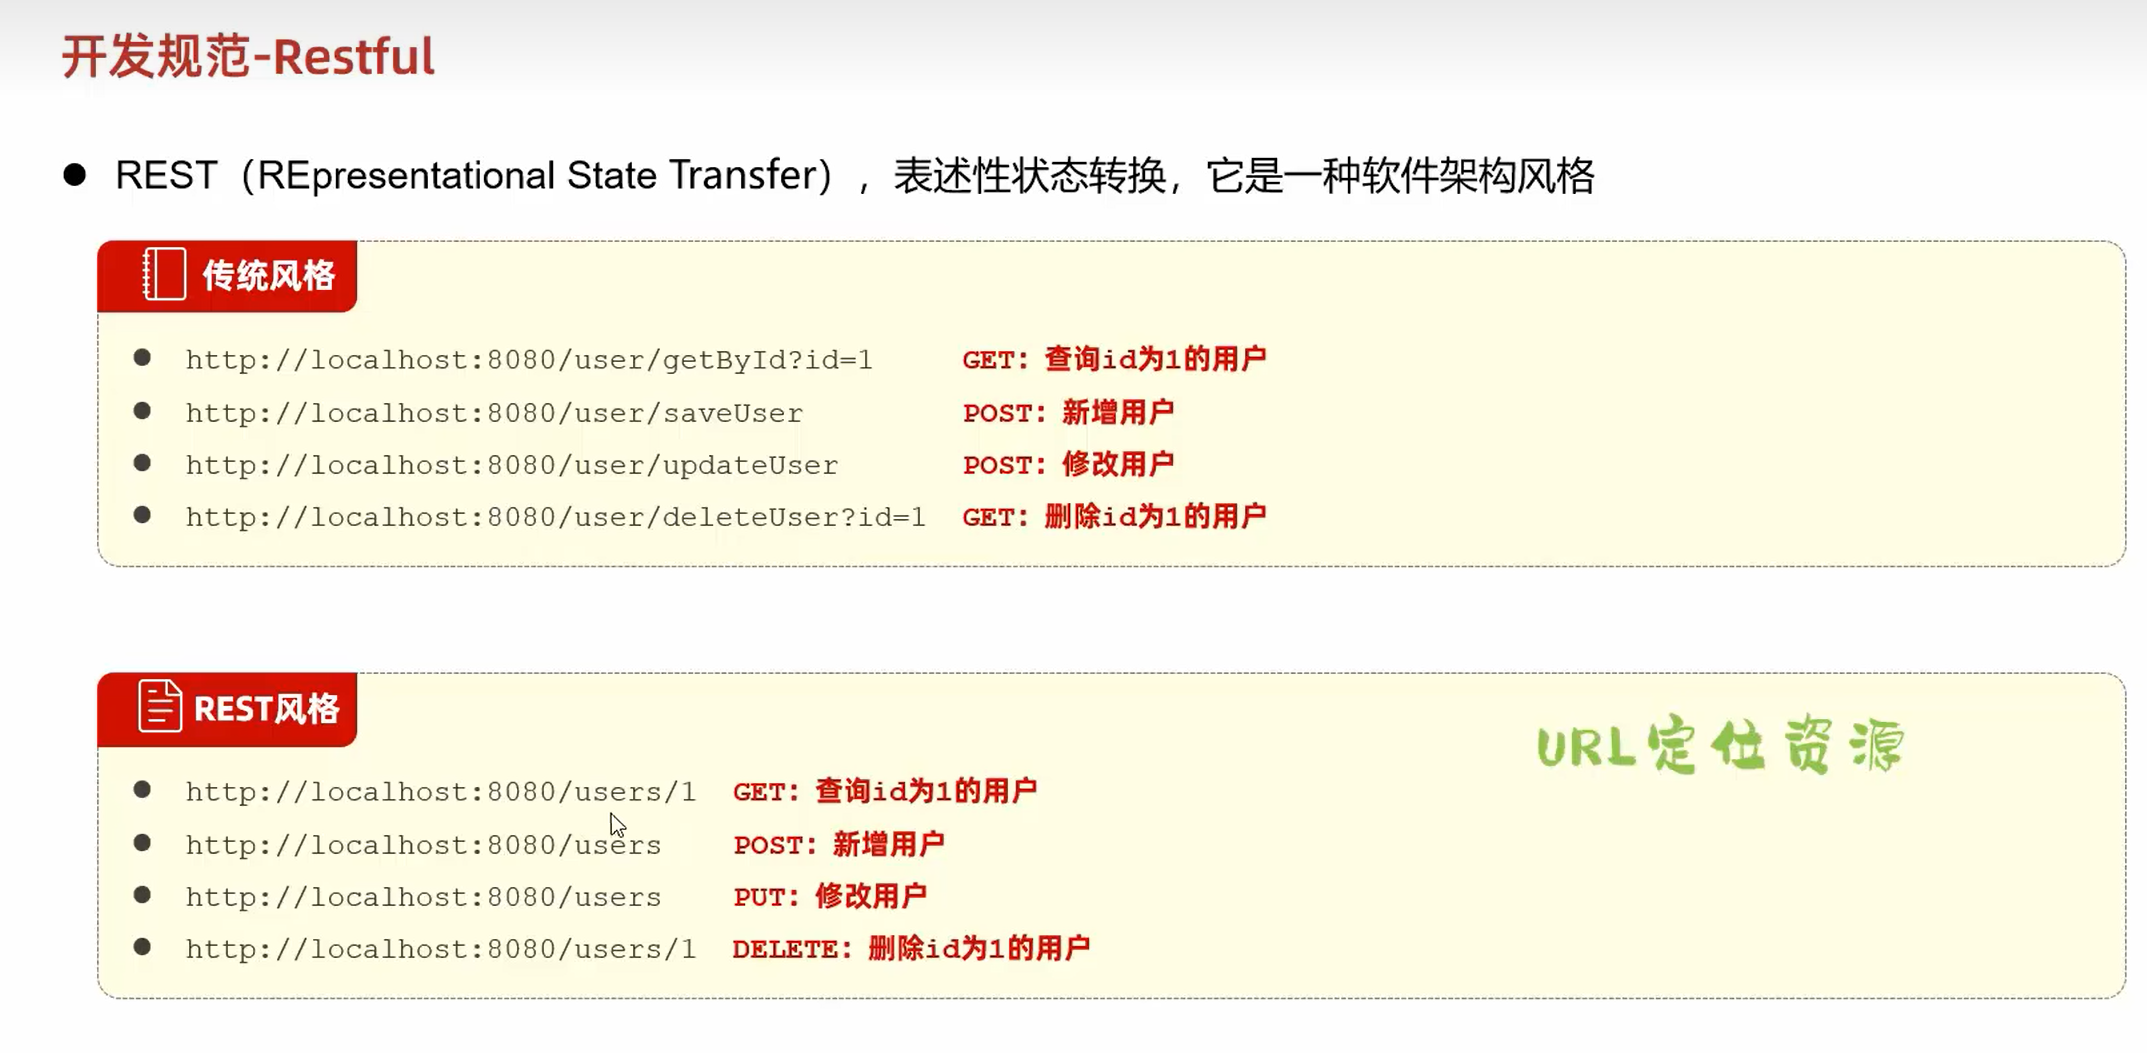 开发规范-Restful
● REST（REpresentational State Transfer），表述性状态转换，它是一种软件架构风格
传统风格
● http://localhost:8080/user/getById?id=1 GET：查询id为1的用户
● http://localhost:8080/user/saveUser POST：新增用户
● http://localhost:8080/user/updateUser POST：修改用户
● http://localhost:8080/user/deleteUser?id=1 GET：删除id为1的用户
REST风格
URL定位资源
● http://localhost:8080/users/1 GET：查询id为1的用户
● http://localhost:8080/users POST：新增用户
● http://localhost:8080/users PUT：修改用户
● http://localhost:8080/users/1 DELETE：删除id为1的用户